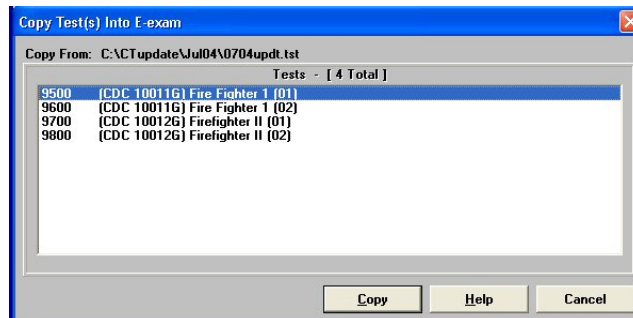 Copy Test(s) Into E-exam
Copy From: C:\CTupdate\Jul04\0704updt.tst
Tests - [ 4 Total ]
9500 (CDC 10011G) Fire Fighter 1 (01)
9600 (CDC 10011G) Fire Fighter 1 (02)
9700 (CDC 10012G) Firefighter II (01)
9800 (CDC 10012G) Firefighter II (02)
Copy Help Cancel